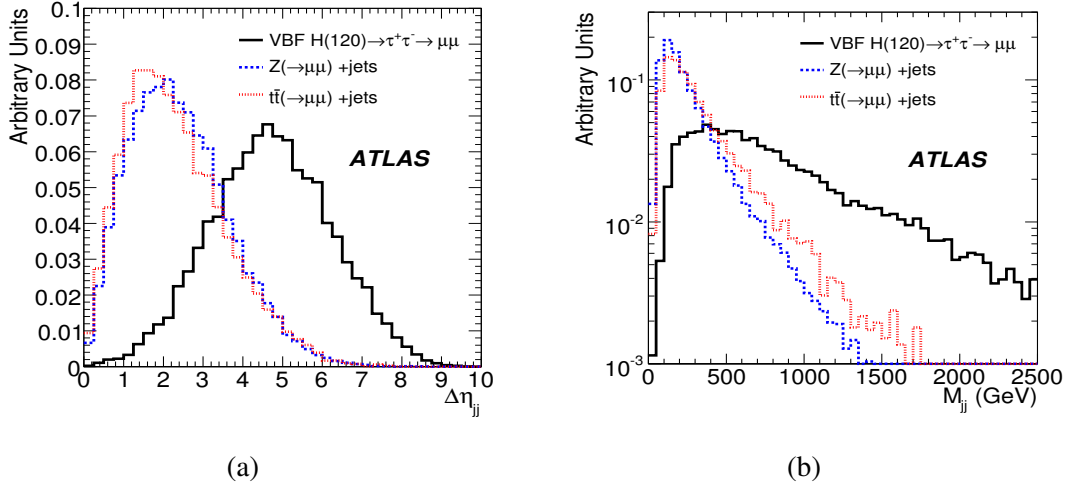 Arbitrary Units
0.1
0.09
0.08
0.07
0.06
0.05
0.04
0.03
0.02
0.01
0
VBF H(120)→τ⁺τ⁻→ μμ
Z(→μμ) +jets
tt̄(→μμ) +jets
ATLAS
0 1 2 3 4 5 6 7 8 9 10
Δη_jj
(a)
Arbitrary Units
10⁻¹
10⁻²
10⁻³
VBF H(120)→τ⁺τ⁻→ μμ
Z(→μμ) +jets
tt̄(→μμ) +jets
ATLAS
0 500 1000 1500 2000 2500
M_jj (GeV)
(b)